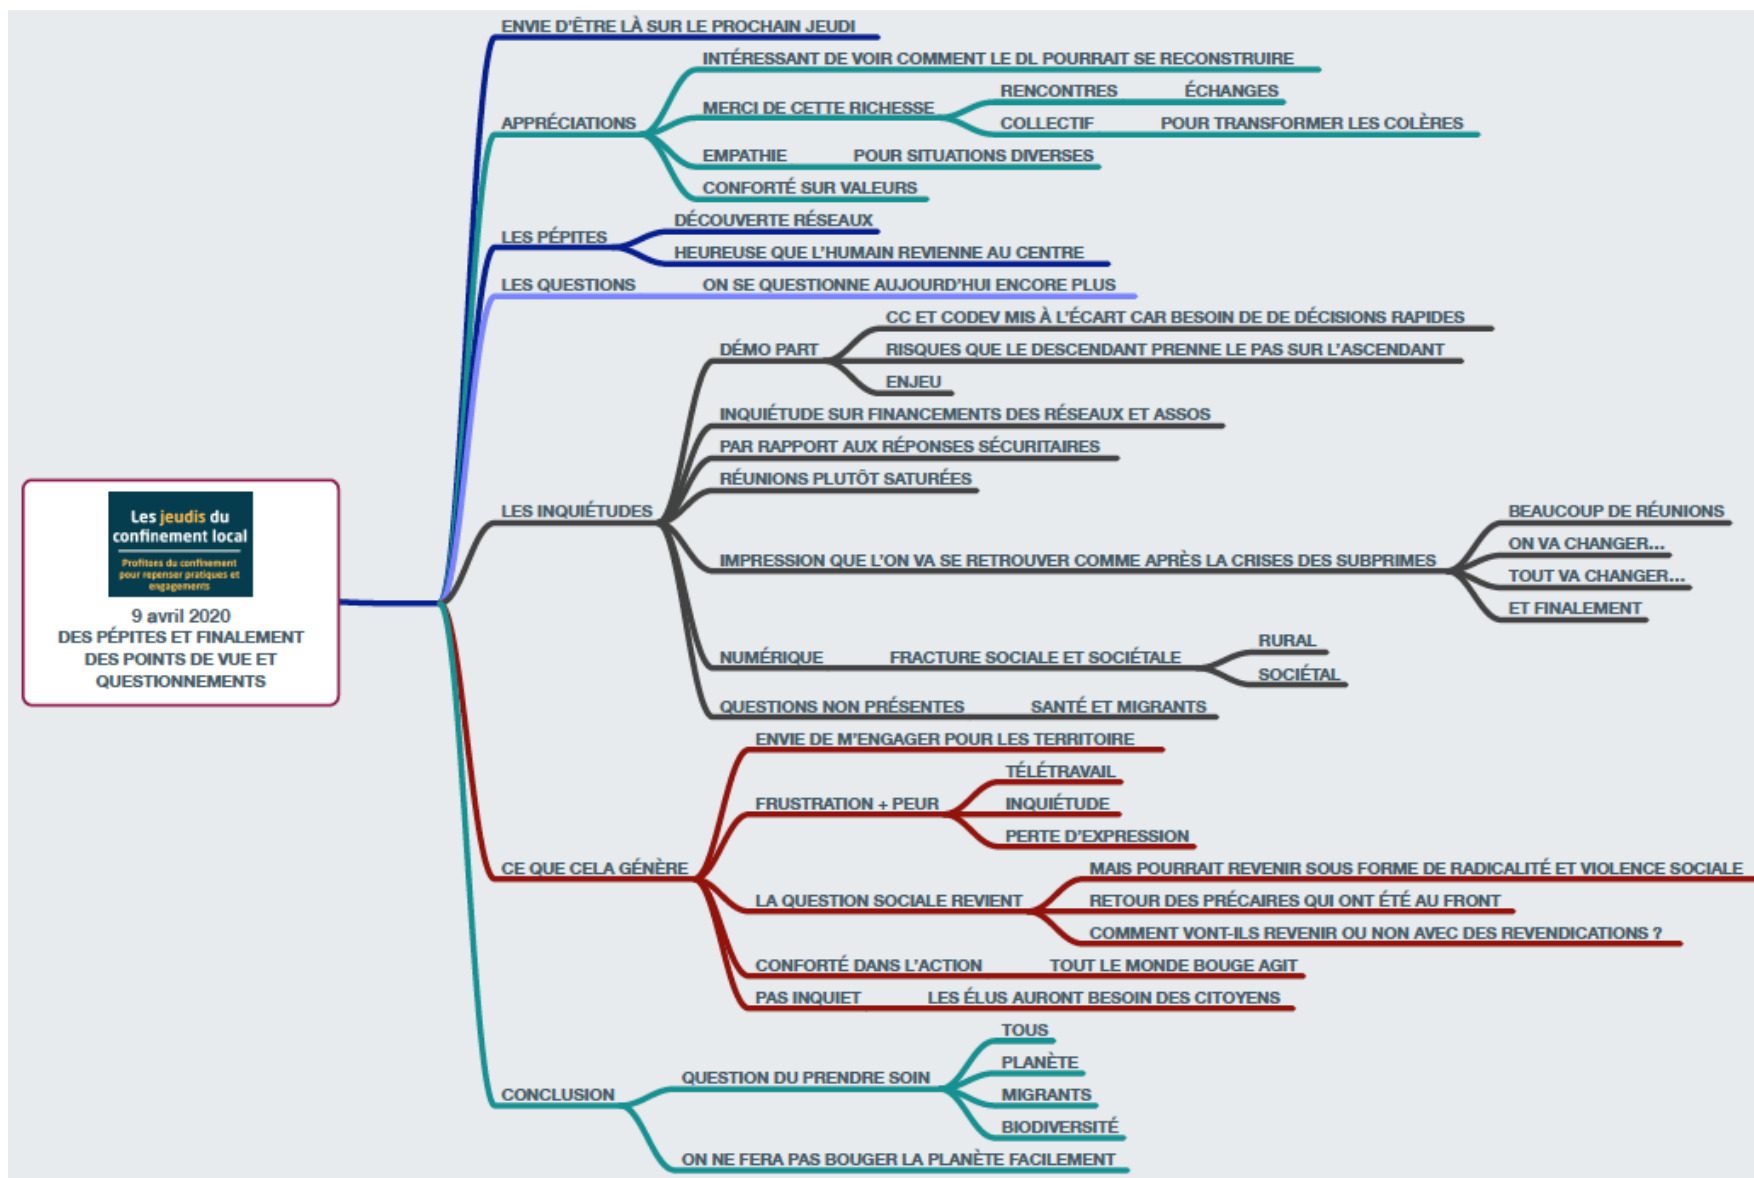 ENVIE D'ÊTRE LÀ SUR LE PROCHAIN JEUDI
APPRÉCIATIONS
INTÉRESSANT DE VOIR COMMENT LE DL POURRAIT SE RECONSTRUIRE
MERCI DE CETTE RICHESSE
RENCONTRES
ÉCHANGES
COLLECTIF
POUR TRANSFORMER LES COLÈRES
EMPATHIE
POUR SITUATIONS DIVERSES
CONFORTÉ SUR VALEURS
LES PÉPITES
DÉCOUVERTE RÉSEAUX
HEUREUSE QUE L'HUMAIN REVIENNE AU CENTRE
LES QUESTIONS
ON SE QUESTIONNE AUJOURD'HUI ENCORE PLUS
LES INQUIÉTUDES
DÉMO PART
CC ET CODEV MIS À L'ÉCART CAR BESOIN DE DE DÉCISIONS RAPIDES
RISQUES QUE LE DESCENDANT PRENNE LE PAS SUR L'ASCENDANT
ENJEU
INQUIÉTUDE SUR FINANCEMENTS DES RÉSEAUX ET ASSOS
PAR RAPPORT AUX RÉPONSES SÉCURITAIRES
RÉUNIONS PLUTÔT SATURÉES
IMPRESSION QUE L'ON VA SE RETROUVER COMME APRÈS LA CRISES DES SUBPRIMES
BEAUCOUP DE RÉUNIONS
ON VA CHANGER...
TOUT VA CHANGER...
ET FINALEMENT
NUMÉRIQUE
FRACTURE SOCIALE ET SOCIÉTALE
RURAL
SOCIÉTAL
QUESTIONS NON PRÉSENTES
SANTÉ ET MIGRANTS
Les jeudis du
confinement local
Profitons du confinement
pour repenser pratiques et
engagements
9 avril 2020
DES PÉPITES ET FINALEMENT
DES POINTS DE VUE ET
QUESTIONNEMENTS
CE QUE CELA GÉNÈRE
ENVIE DE M'ENGAGER POUR LES TERRITOIRE
FRUSTRATION + PEUR
TÉLÉTRAVAIL
INQUIÉTUDE
PERTE D'EXPRESSION
LA QUESTION SOCIALE REVIENT
MAIS POURRAIT REVENIR SOUS FORME DE RADICALITÉ ET VIOLENCE SOCIALE
RETOUR DES PRÉCAIRES QUI ONT ÉTÉ AU FRONT
COMMENT VONT-ILS REVENIR OU NON AVEC DES REVENDICATIONS ?
CONFORTÉ DANS L'ACTION
TOUT LE MONDE BOUGE AGIT
PAS INQUIET
LES ÉLUS AURONT BESOIN DES CITOYENS
CONCLUSION
QUESTION DU PRENDRE SOIN
TOUS
PLANÈTE
MIGRANTS
BIODIVERSITÉ
ON NE FERA PAS BOUGER LA PLANÈTE FACILEMENT